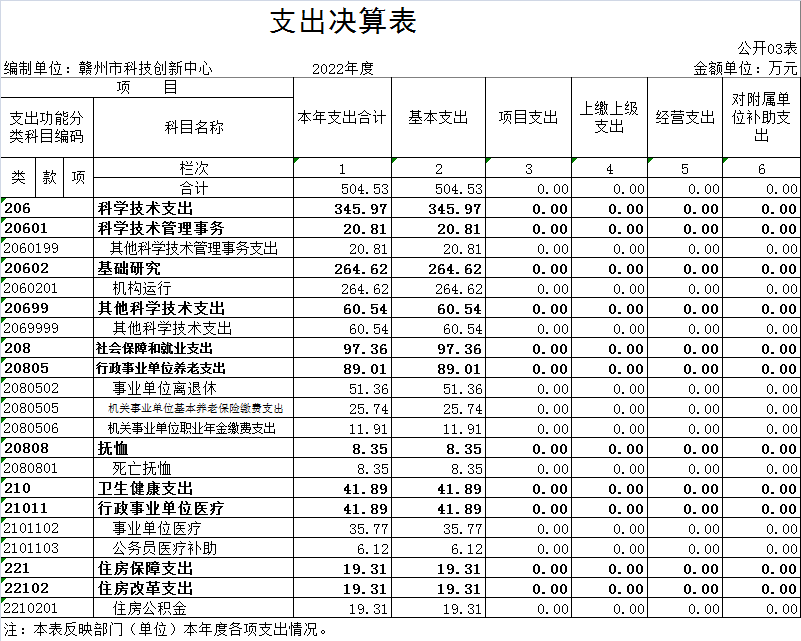 支出决算表
公开03表
编制单位：赣州市科技创新中心 2022年度 金额单位：万元
项 目 本年支出合计 基本支出 项目支出 上缴上级支出 经营支出 对附属单位补助支出
支出功能分类科目编码 科目名称
类 款 项 栏次 1 2 3 4 5 6
合计 504.53 504.53 0.00 0.00 0.00 0.00
206 科学技术支出 345.97 345.97 0.00 0.00 0.00 0.00
20601 科学技术管理事务 20.81 20.81 0.00 0.00 0.00 0.00
2060199 其他科学技术管理事务支出 20.81 20.81 0.00 0.00 0.00 0.00
20602 基础研究 264.62 264.62 0.00 0.00 0.00 0.00
2060201 机构运行 264.62 264.62 0.00 0.00 0.00 0.00
20699 其他科学技术支出 60.54 60.54 0.00 0.00 0.00 0.00
2069999 其他科学技术支出 60.54 60.54 0.00 0.00 0.00 0.00
208 社会保障和就业支出 97.36 97.36 0.00 0.00 0.00 0.00
20805 行政事业单位养老支出 89.01 89.01 0.00 0.00 0.00 0.00
2080502 事业单位离退休 51.36 51.36 0.00 0.00 0.00 0.00
2080505 机关事业单位基本养老保险缴费支出 25.74 25.74 0.00 0.00 0.00 0.00
2080506 机关事业单位职业年金缴费支出 11.91 11.91 0.00 0.00 0.00 0.00
20808 抚恤 8.35 8.35 0.00 0.00 0.00 0.00
2080801 死亡抚恤 8.35 8.35 0.00 0.00 0.00 0.00
210 卫生健康支出 41.89 41.89 0.00 0.00 0.00 0.00
21011 行政事业单位医疗 41.89 41.89 0.00 0.00 0.00 0.00
2101102 事业单位医疗 35.77 35.77 0.00 0.00 0.00 0.00
2101103 公务员医疗补助 6.12 6.12 0.00 0.00 0.00 0.00
221 住房保障支出 19.31 19.31 0.00 0.00 0.00 0.00
22102 住房改革支出 19.31 19.31 0.00 0.00 0.00 0.00
2210201 住房公积金 19.31 19.31 0.00 0.00 0.00 0.00
注：本表反映部门（单位）本年度各项支出情况。